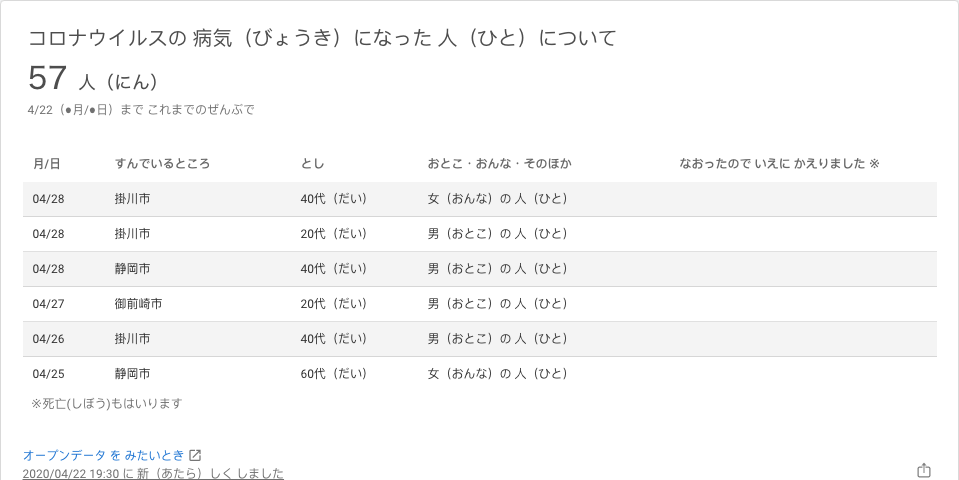 コロナウイルスの 病気（びょうき）になった 人（ひと）について
57 人（にん）
4/22（●月/●日）まで これまでのぜんぶで
月/日 すんでいるところ とし おとこ・おんな・そのほか なおったので いえに かえりました ※
04/28 掛川市 40代（だい） 女（おんな）の 人（ひと）
04/28 掛川市 20代（だい） 男（おとこ）の 人（ひと）
04/28 静岡市 40代（だい） 男（おとこ）の 人（ひと）
04/27 御前崎市 20代（だい） 男（おとこ）の 人（ひと）
04/26 掛川市 40代（だい） 男（おとこ）の 人（ひと）
04/25 静岡市 60代（だい） 女（おんな）の 人（ひと）
※死亡(しぼう)もはいります
オープンデータ を みたいとき
2020/04/22 19:30 に 新（あたら）しく しました